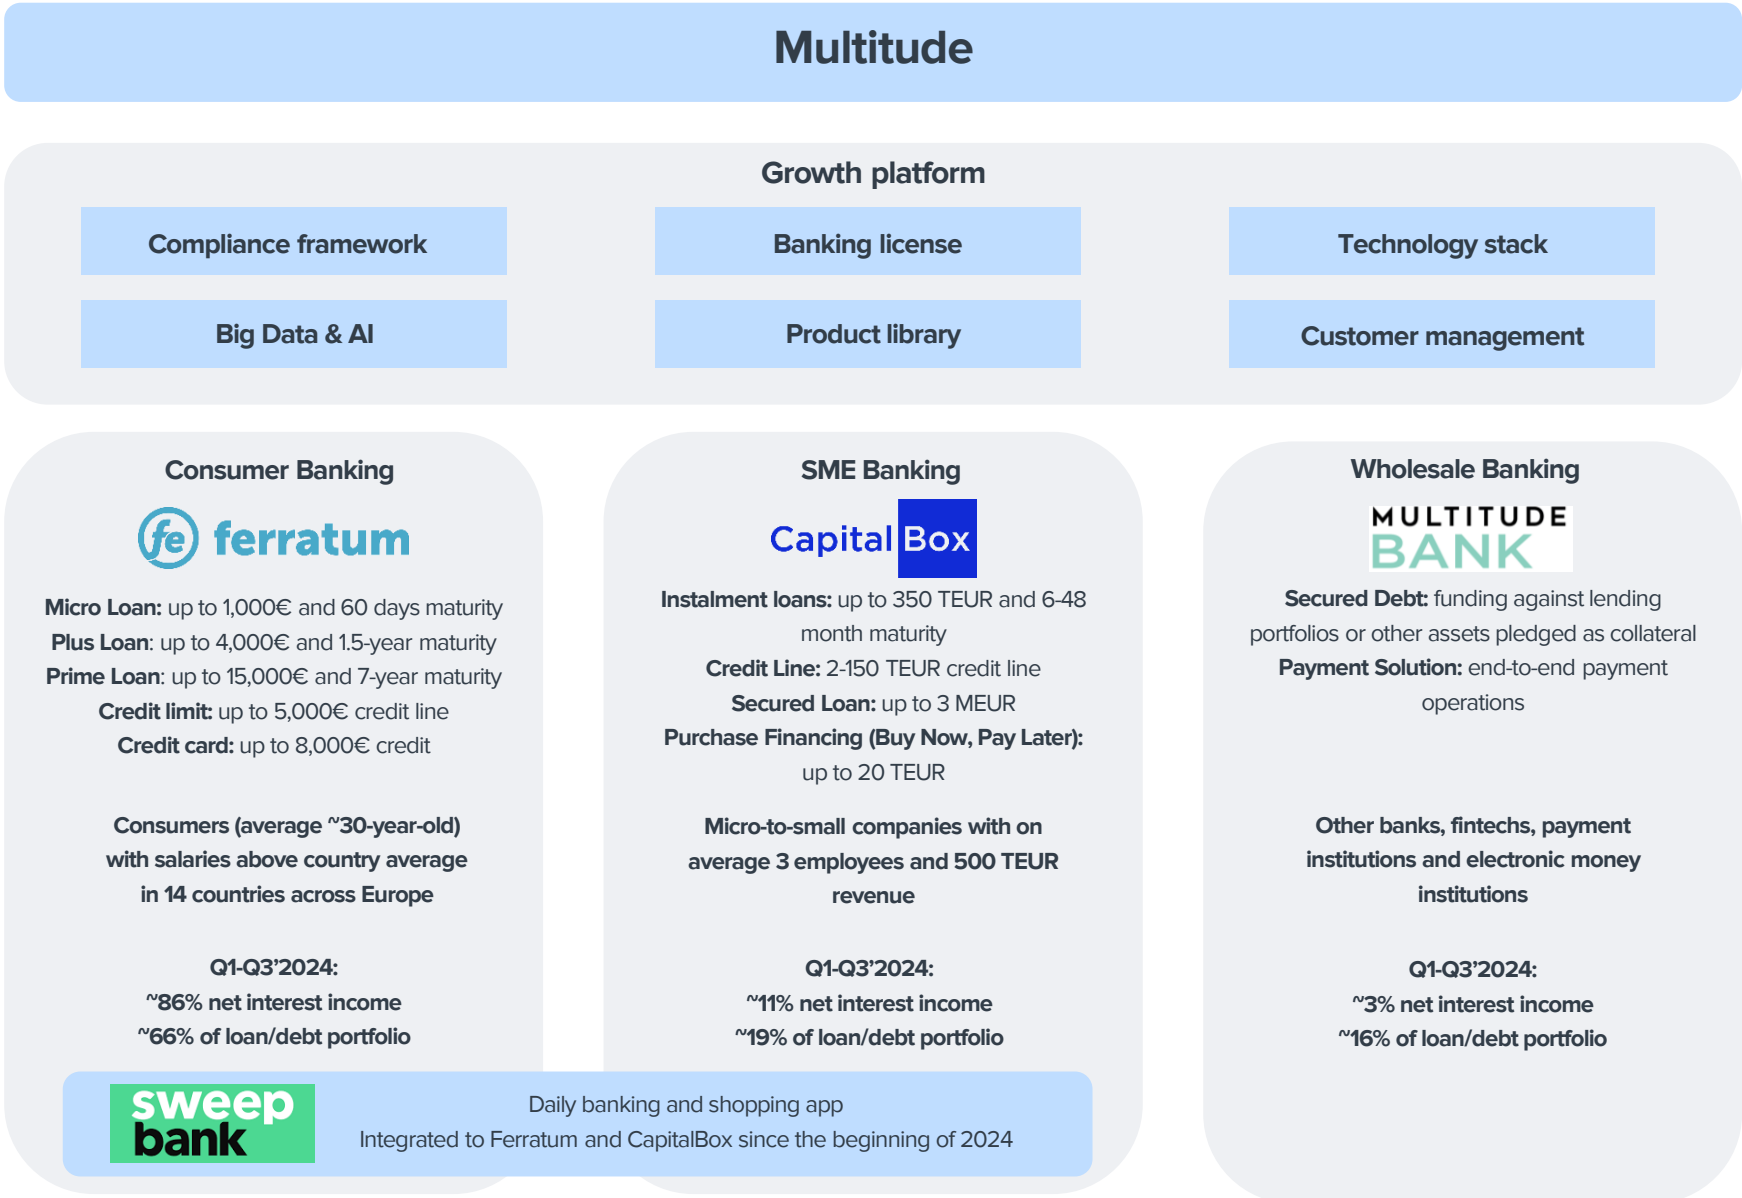 Multitude
Growth platform
Compliance framework
Banking license
Technology stack
Big Data & AI
Product library
Customer management
Consumer Banking
fe ferratum
Micro Loan: up to 1,000€ and 60 days maturity
Plus Loan: up to 4,000€ and 1.5-year maturity
Prime Loan: up to 15,000€ and 7-year maturity
Credit limit: up to 5,000€ credit line
Credit card: up to 8,000€ credit
Consumers (average ~30-year-old)
with salaries above country average
in 14 countries across Europe
Q1-Q3’2024:
~86% net interest income
~66% of loan/debt portfolio
SME Banking
Capital Box
Instalment loans: up to 350 TEUR and 6-48
month maturity
Credit Line: 2-150 TEUR credit line
Secured Loan: up to 3 MEUR
Purchase Financing (Buy Now, Pay Later):
up to 20 TEUR
Micro-to-small companies with on
average 3 employees and 500 TEUR
revenue
Q1-Q3’2024:
~11% net interest income
~19% of loan/debt portfolio
Wholesale Banking
MULTITUDE
BANK
Secured Debt: funding against lending
portfolios or other assets pledged as collateral
Payment Solution: end-to-end payment
operations
Other banks, fintechs, payment
institutions and electronic money
institutions
Q1-Q3’2024:
~3% net interest income
~16% of loan/debt portfolio
sweep
bank
Daily banking and shopping app
Integrated to Ferratum and CapitalBox since the beginning of 2024